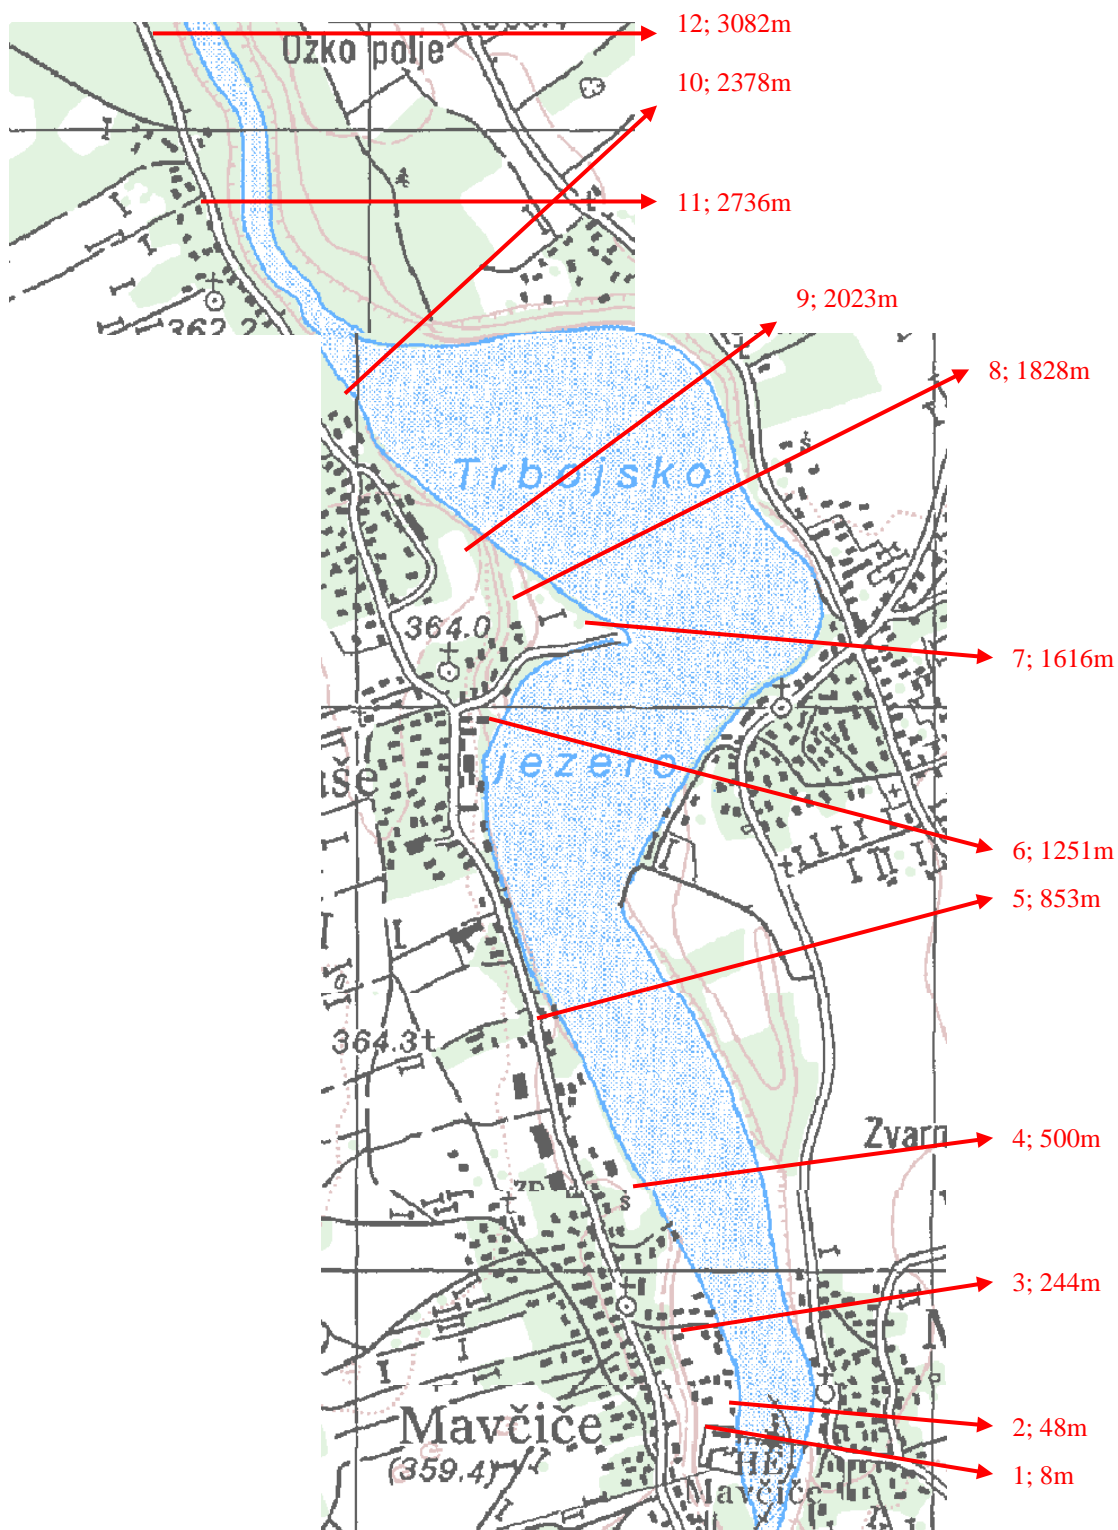 12; 3082m
Ožko polje
10; 2378m
11; 2736m
9; 2023m
362.2
8; 1828m
š
Trbojsko
364.0
7; 1616m
jezero
še
6; 1251m
5; 853m
364.3
4; 500m
š
3; 244m
Mavčiče
(359.4)
2; 48m
HE
1; 8m
Mavčiče